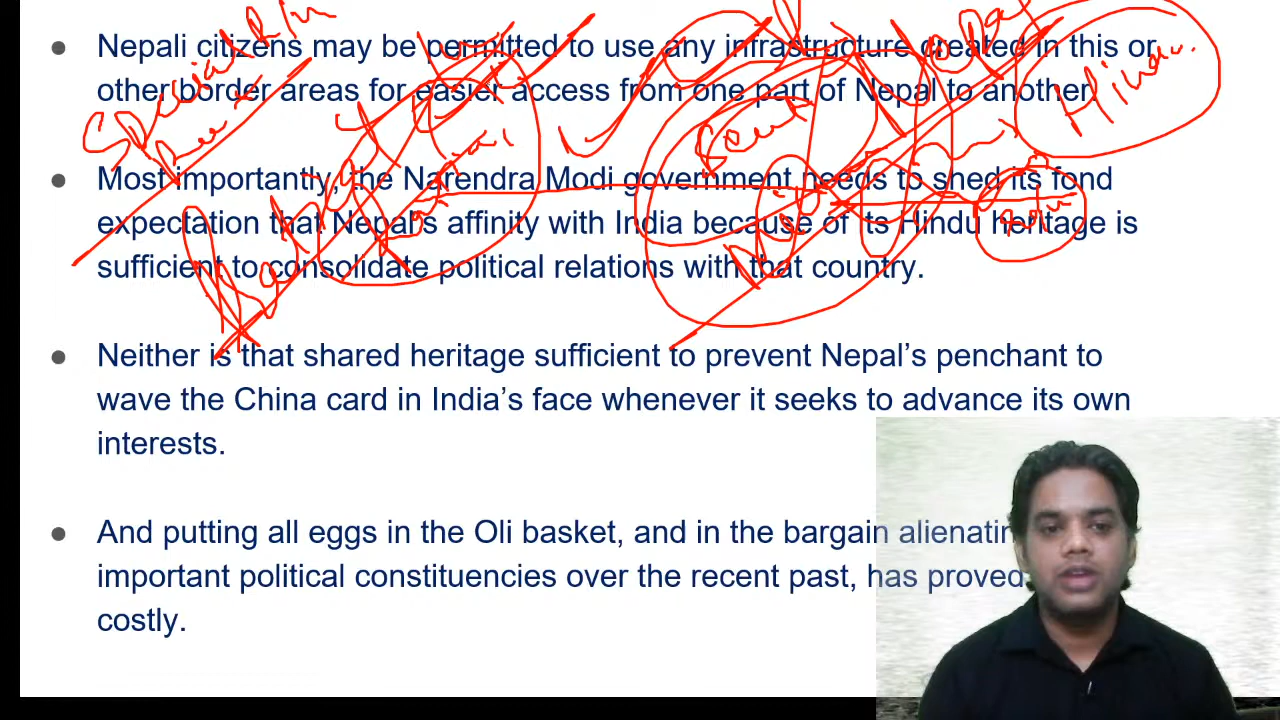 Nepali citizens may be permitted to use any infrastructure created in this or
other border areas for easier access from one part of Nepal to another.
Most importantly, the Narendra Modi government needs to shed its fond
expectation that Nepal's affinity with India because of its Hindu heritage is
sufficient to consolidate political relations with that country.
Neither is that shared heritage sufficient to prevent Nepal’s penchant to
wave the China card in India’s face whenever it seeks to advance its own
interests.
And putting all eggs in the Oli basket, and in the bargain
important political constituencies over the recent past, has proved
costly.